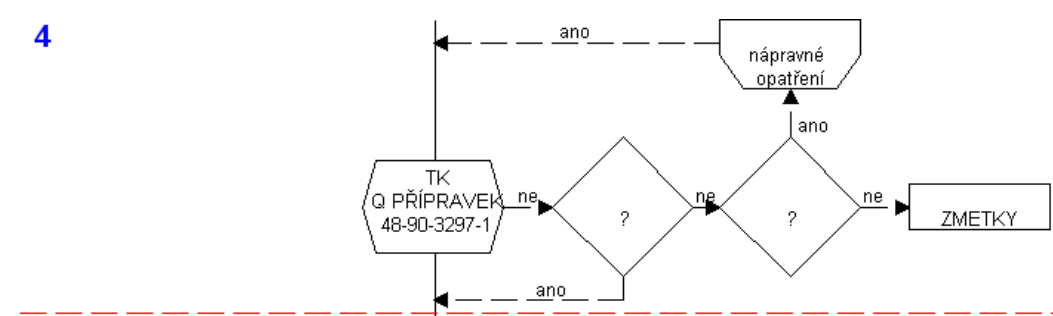 4
ano
nápravné
opatření
ano
TK
Q PŘÍPRAVEK
48-90-3297-1
ne
?
ne
?
ne
ZMETKY
ano